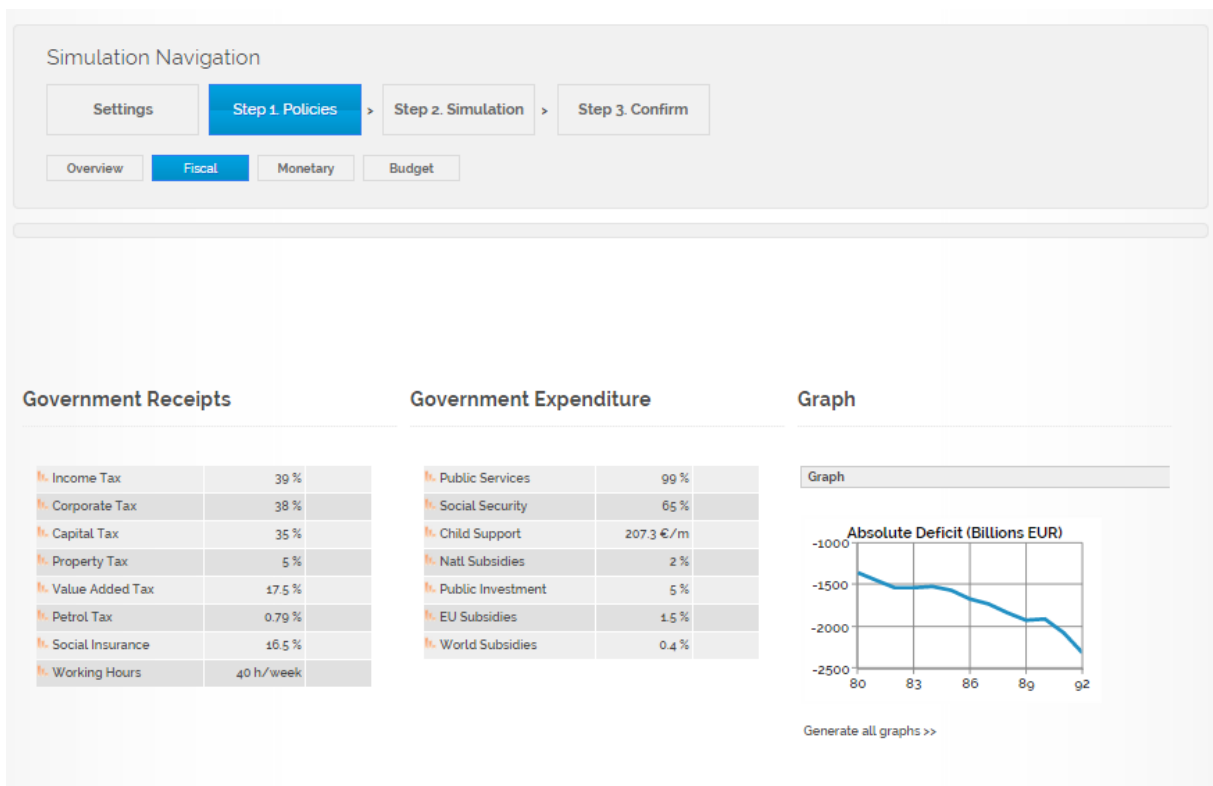 Simulation Navigation
Settings Step 1. Policies > Step 2. Simulation > Step 3. Confirm
Overview Fiscal Monetary Budget
Government Receipts
Income Tax 39 %
Corporate Tax 38 %
Capital Tax 35 %
Property Tax 5 %
Value Added Tax 17.5 %
Petrol Tax 0.79 %
Social Insurance 16.5 %
Working Hours 40 h/week
Government Expenditure
Public Services 99 %
Social Security 65 %
Child Support 207.3 €/m
Natl Subsidies 2 %
Public Investment 5 %
EU Subsidies 1.5 %
World Subsidies 0.4 %
Graph
Graph
Absolute Deficit (Billions EUR)
-1000
-1500
-2000
-2500
80 83 86 89 92
Generate all graphs >>